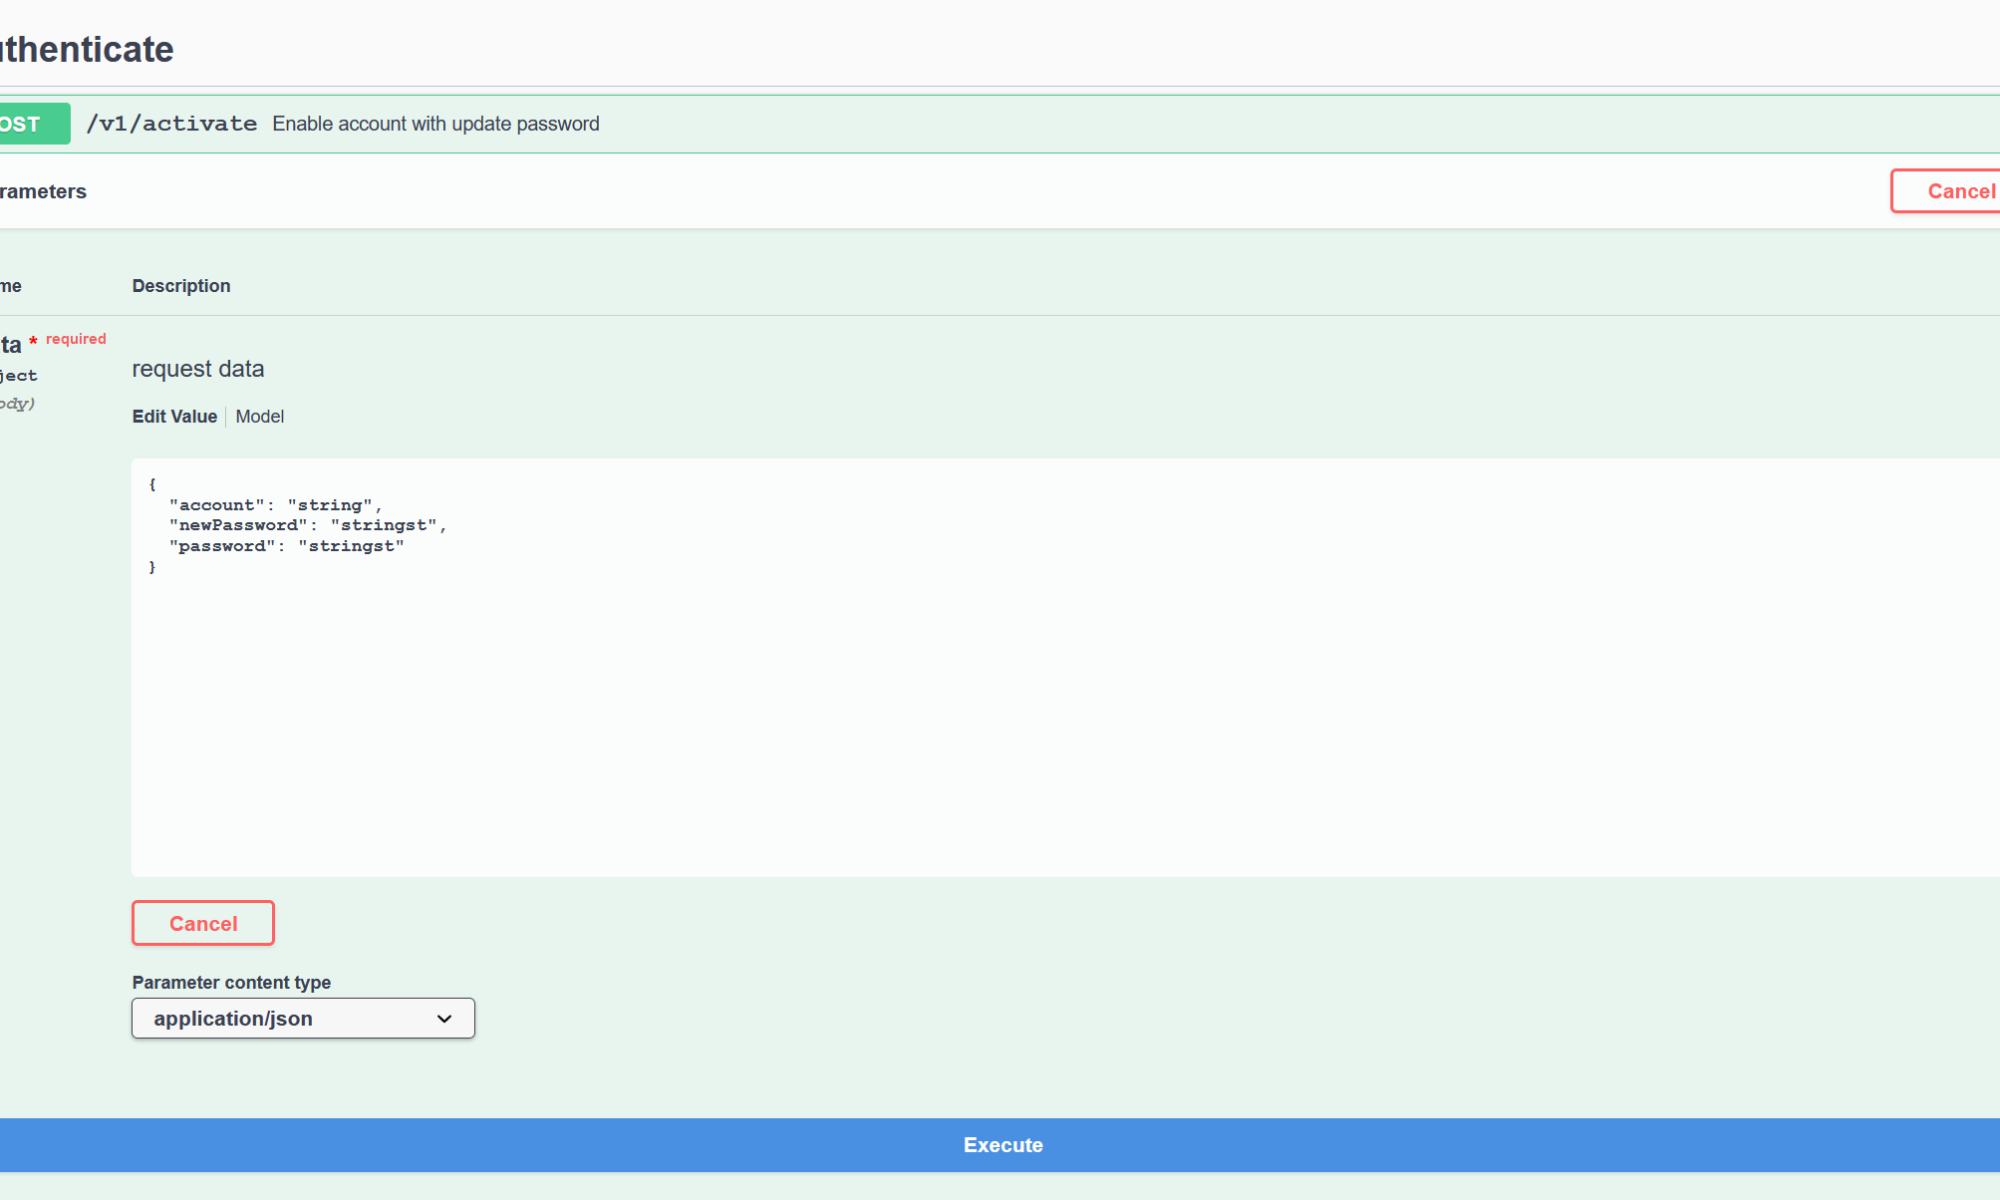 uthenticate
OST /v1/activate Enable account with update password
rameters Cancel
me Description
ta * required
ject
ody)
request data
Edit Value Model
{
"account": "string",
"newPassword": "stringst",
"password": "stringst"
}
Cancel
Parameter content type
application/json
Execute